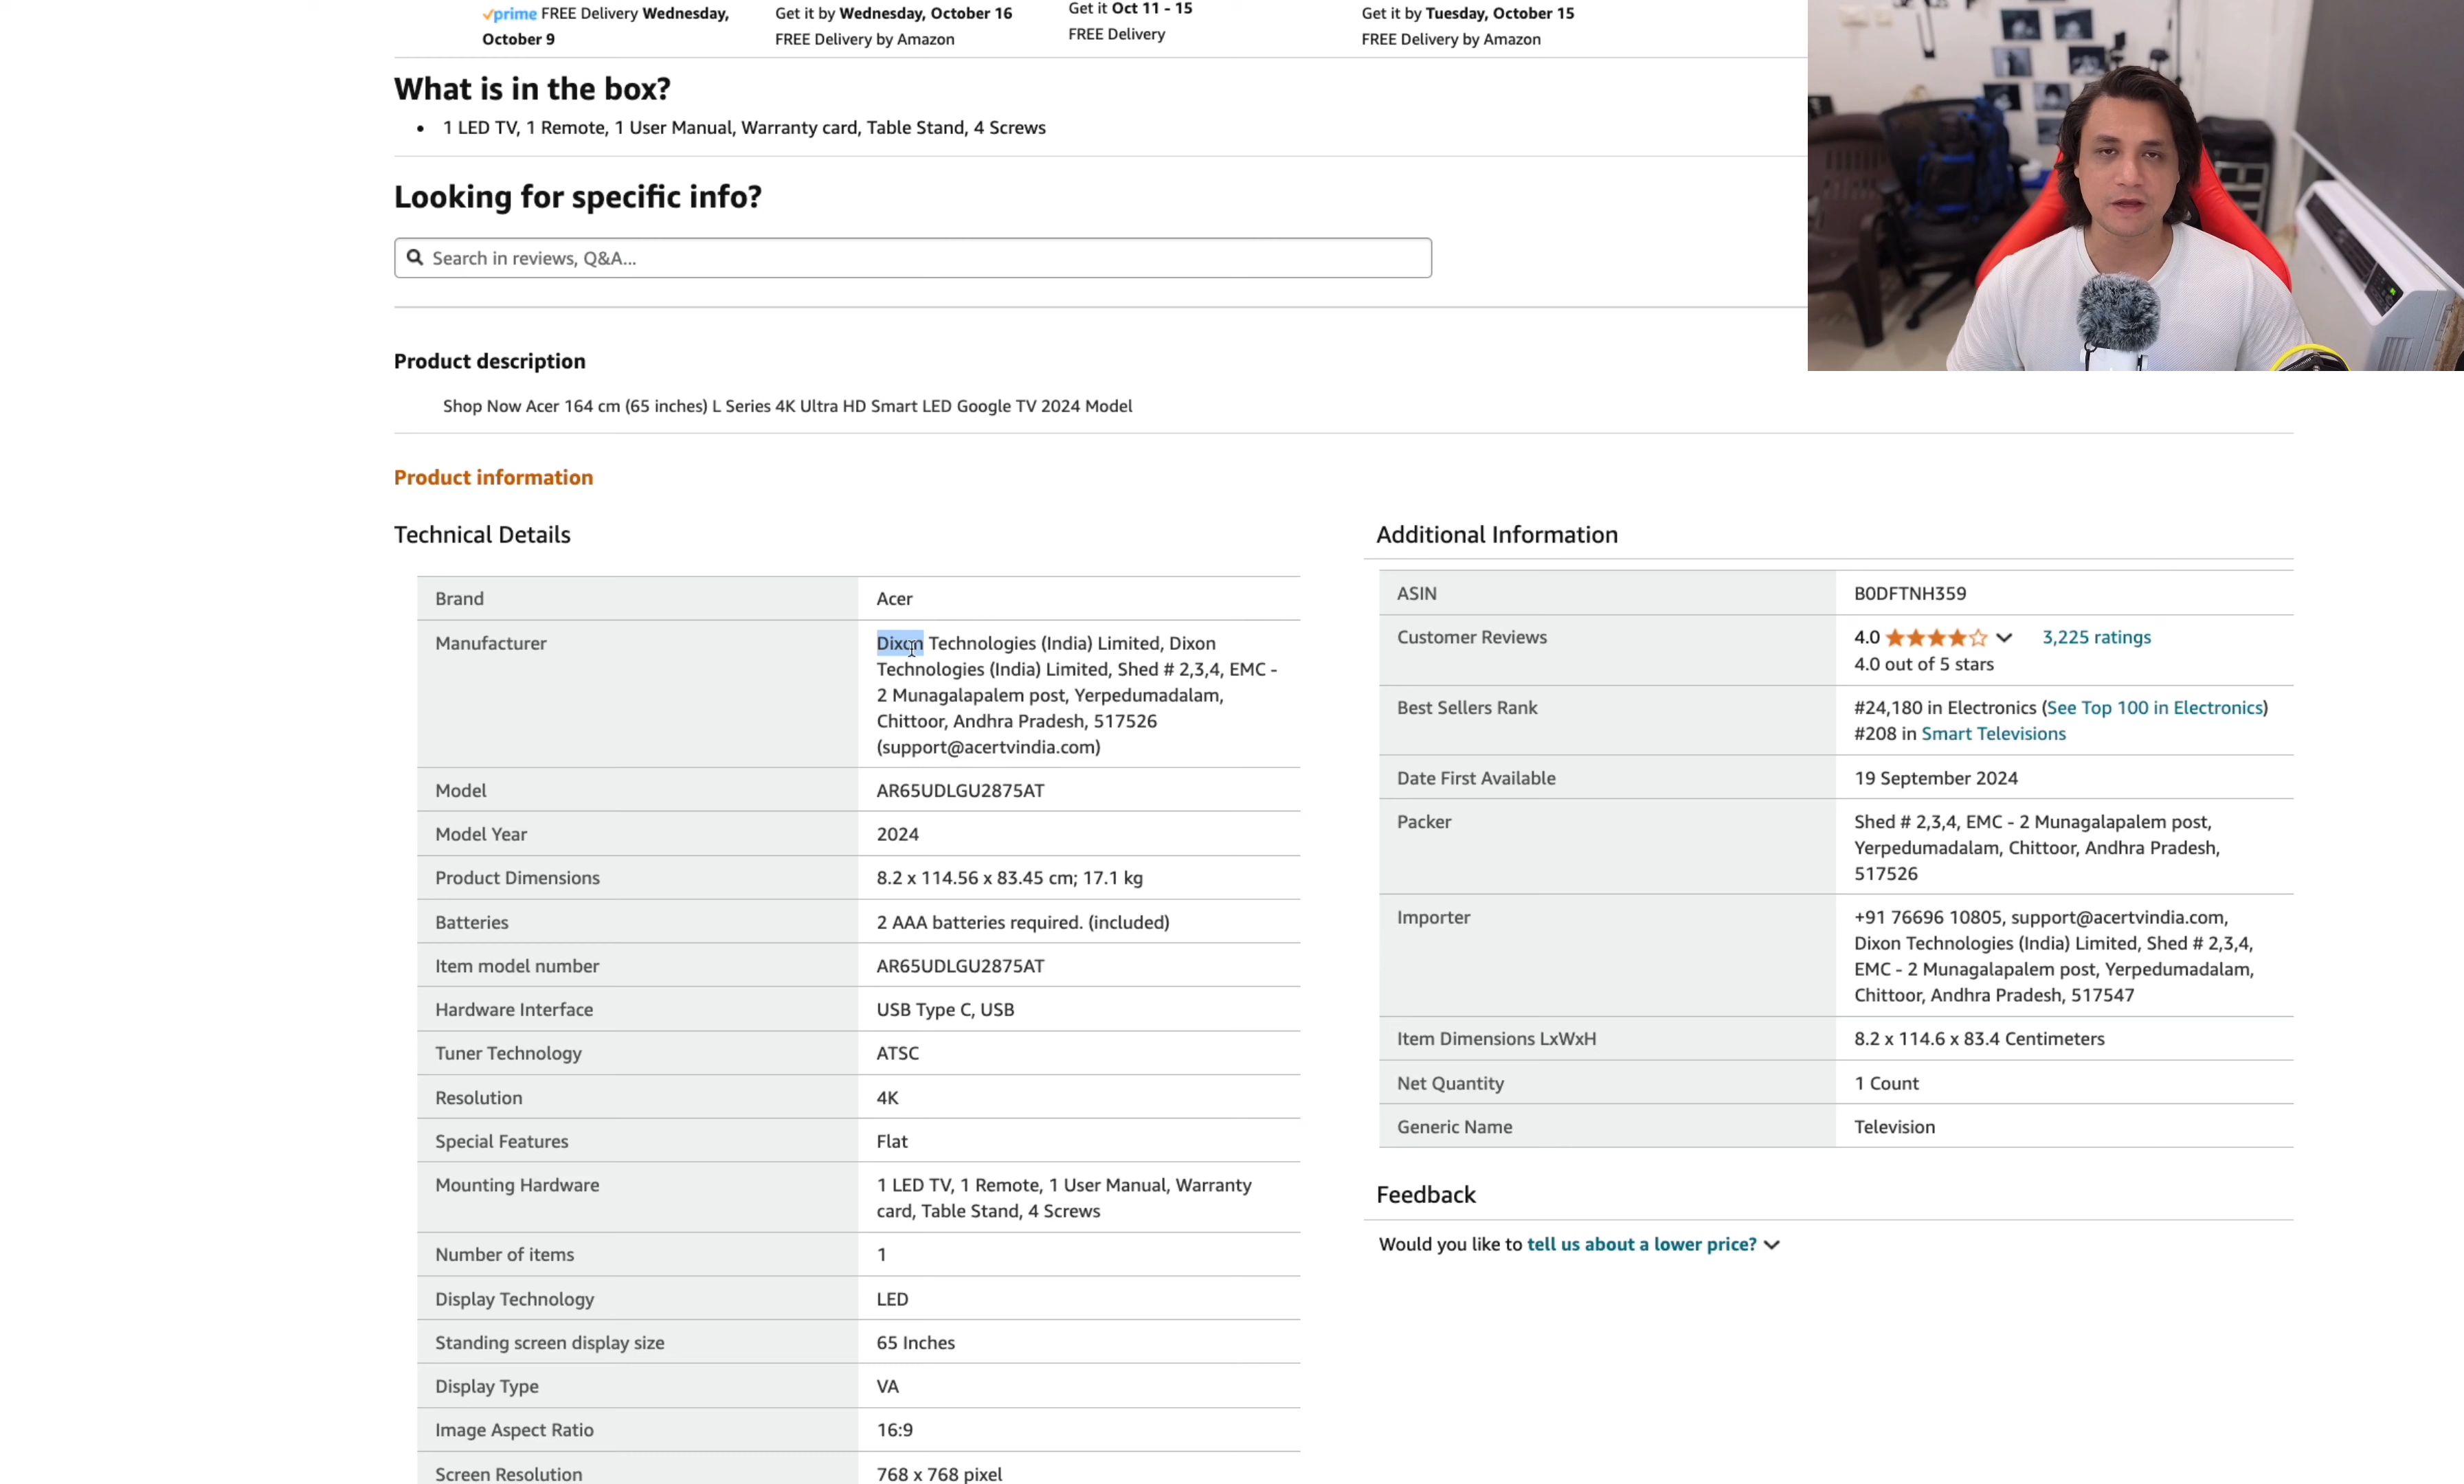 prime FREE Delivery Wednesday, October 9
Get it by Wednesday, October 16
FREE Delivery by Amazon
Get it Oct 11 - 15
FREE Delivery
Get it by Tuesday, October 15
FREE Delivery by Amazon
What is in the box?
• 1 LED TV, 1 Remote, 1 User Manual, Warranty card, Table Stand, 4 Screws
Looking for specific info?
Search in reviews, Q&A...
Product description
Shop Now Acer 164 cm (65 inches) L Series 4K Ultra HD Smart LED Google TV 2024 Model
Product information
Technical Details
Brand Acer
Manufacturer Dixon Technologies (India) Limited, Dixon
Technologies (India) Limited, Shed # 2,3,4, EMC -
2 Munagalapalem post, Yerpedumadalam,
Chittoor, Andhra Pradesh, 517526
(support@acertvindia.com)
Model AR65UDLGU2875AT
Model Year 2024
Product Dimensions 8.2 x 114.56 x 83.45 cm; 17.1 kg
Batteries 2 AAA batteries required. (included)
Item model number AR65UDLGU2875AT
Hardware Interface USB Type C, USB
Tuner Technology ATSC
Resolution 4K
Special Features Flat
Mounting Hardware 1 LED TV, 1 Remote, 1 User Manual, Warranty
card, Table Stand, 4 Screws
Number of items 1
Display Technology LED
Standing screen display size 65 Inches
Display Type VA
Image Aspect Ratio 16:9
Screen Resolution 768 x 768 pixel
Additional Information
ASIN B0DFTNH359
Customer Reviews 4.0 3,225 ratings
4.0 out of 5 stars
Best Sellers Rank #24,180 in Electronics (See Top 100 in Electronics)
#208 in Smart Televisions
Date First Available 19 September 2024
Packer Shed # 2,3,4, EMC - 2 Munagalapalem post,
Yerpedumadalam, Chittoor, Andhra Pradesh,
517526
Importer +91 76696 10805, support@acertvindia.com,
Dixon Technologies (India) Limited, Shed # 2,3,4,
EMC - 2 Munagalapalem post, Yerpedumadalam,
Chittoor, Andhra Pradesh, 517547
Item Dimensions LxWxH 8.2 x 114.6 x 83.4 Centimeters
Net Quantity 1 Count
Generic Name Television
Feedback
Would you like to tell us about a lower price?